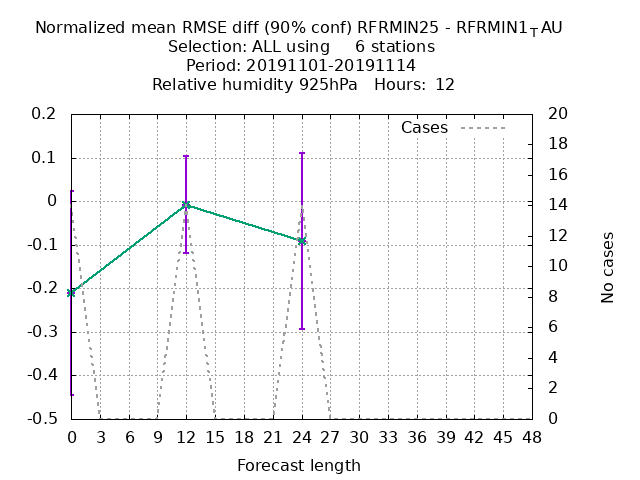 Normalized mean RMSE diff (90% conf) RFRMIN25 - RFRMIN1_TAU
Selection: ALL using     6 stations
Period: 20191101-20191114
Relative humidity 925hPa   Hours:  12
Cases
0.2
0.1
0
-0.1
-0.2
-0.3
-0.4
-0.5
20
18
16
14
12
10
8
6
4
2
0
No cases
0 3 6 9 12 15 18 21 24 27 30 33 36 39 42 45 48
Forecast length